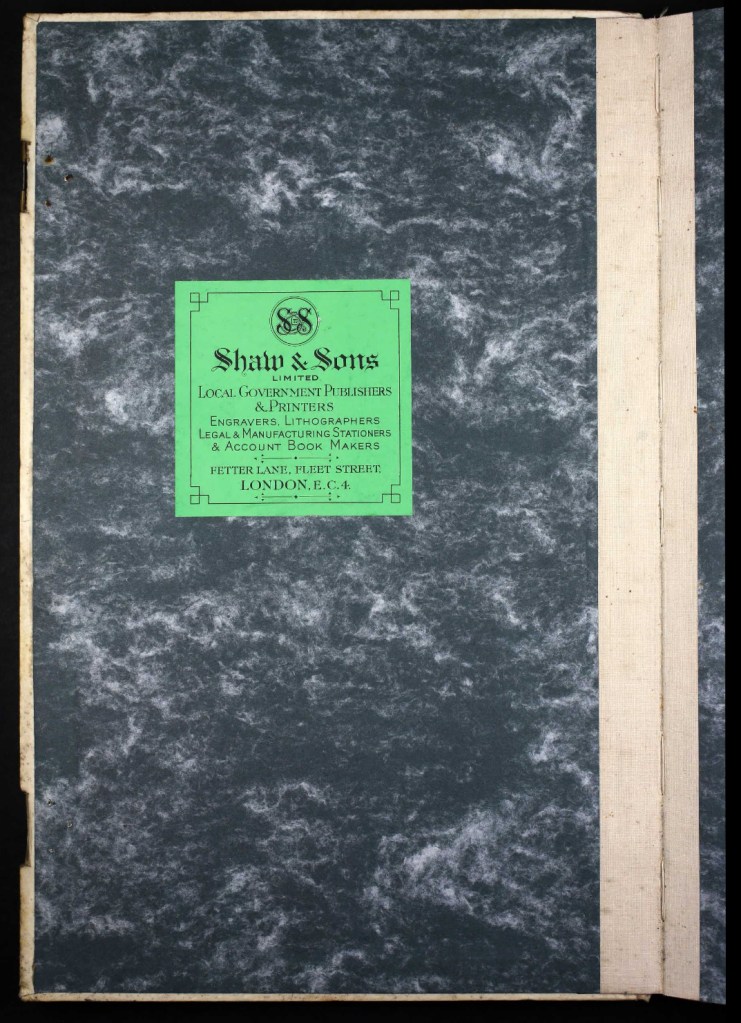 S&S
Shaw & Sons
LIMITED
LOCAL GOVERNMENT PUBLISHERS
& PRINTERS
ENGRAVERS, LITHOGRAPHERS
LEGAL & MANUFACTURING STATIONERS
& ACCOUNT BOOK MAKERS
FETTER LANE, FLEET STREET,
LONDON, E.C.4.